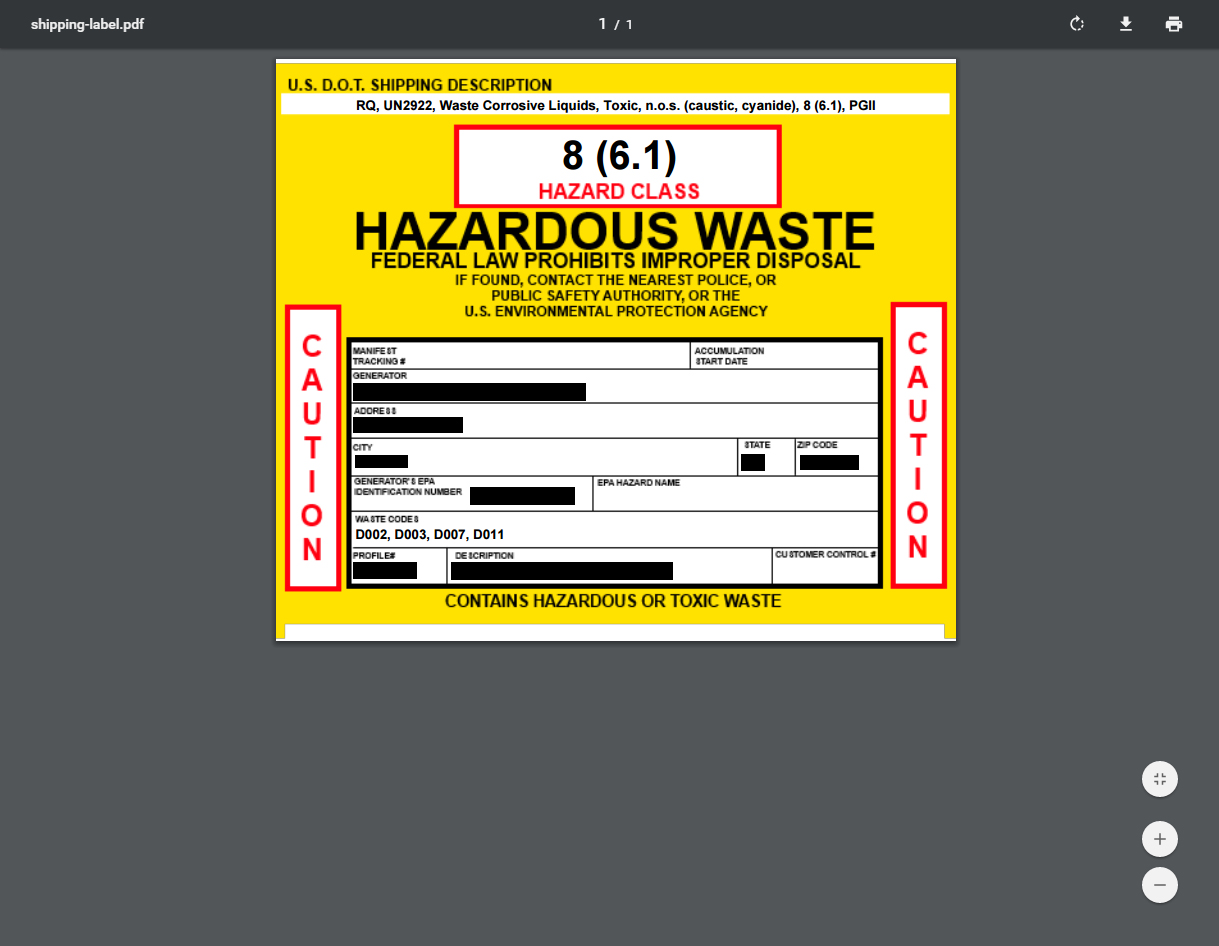 shipping-label.pdf
1 / 1
U.S. D.O.T. SHIPPING DESCRIPTION
RQ, UN2922, Waste Corrosive Liquids, Toxic, n.o.s. (caustic, cyanide), 8 (6.1), PGII
8 (6.1)
HAZARD CLASS
HAZARDOUS WASTE
FEDERAL LAW PROHIBITS IMPROPER DISPOSAL
IF FOUND, CONTACT THE NEAREST POLICE, OR
PUBLIC SAFETY AUTHORITY, OR THE
U.S. ENVIRONMENTAL PROTECTION AGENCY
CAUTION
MANIFEST
TRACKING #
ACCUMULATION
START DATE
GENERATOR
ADDRESS
CITY
STATE
ZIP CODE
GENERATOR'S EPA
IDENTIFICATION NUMBER
EPA HAZARD NAME
WASTE CODES
D002, D003, D007, D011
PROFILE#
DESCRIPTION
CUSTOMER CONTROL #
CAUTION
CONTAINS HAZARDOUS OR TOXIC WASTE